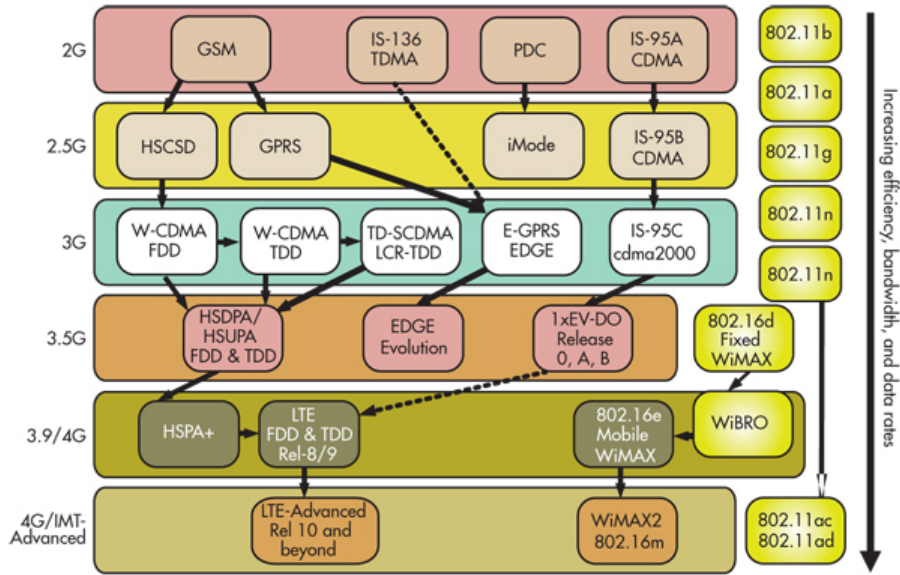 2G
GSM
IS-136
TDMA
PDC
IS-95A
CDMA
802.11b
802.11a
2.5G
HSCSD
GPRS
iMode
IS-95B
CDMA
802.11g
802.11n
3G
W-CDMA
FDD
W-CDMA
TDD
TD-SCDMA
LCR-TDD
E-GPRS
EDGE
IS-95C
cdma2000
802.11n
3.5G
HSDPA/
HSUPA
FDD & TDD
EDGE
Evolution
1xEV-DO
Release
0, A, B
802.16d
Fixed
WiMAX
3.9/4G
HSPA+
LTE
FDD & TDD
Rel-8/9
802.16e
Mobile
WiMAX
WiBRO
4G/IMT-
Advanced
LTE-Advanced
Rel 10 and
beyond
WiMAX2
802.16m
802.11ac
802.11ad
Increasing efficiency, bandwidth, and data rates